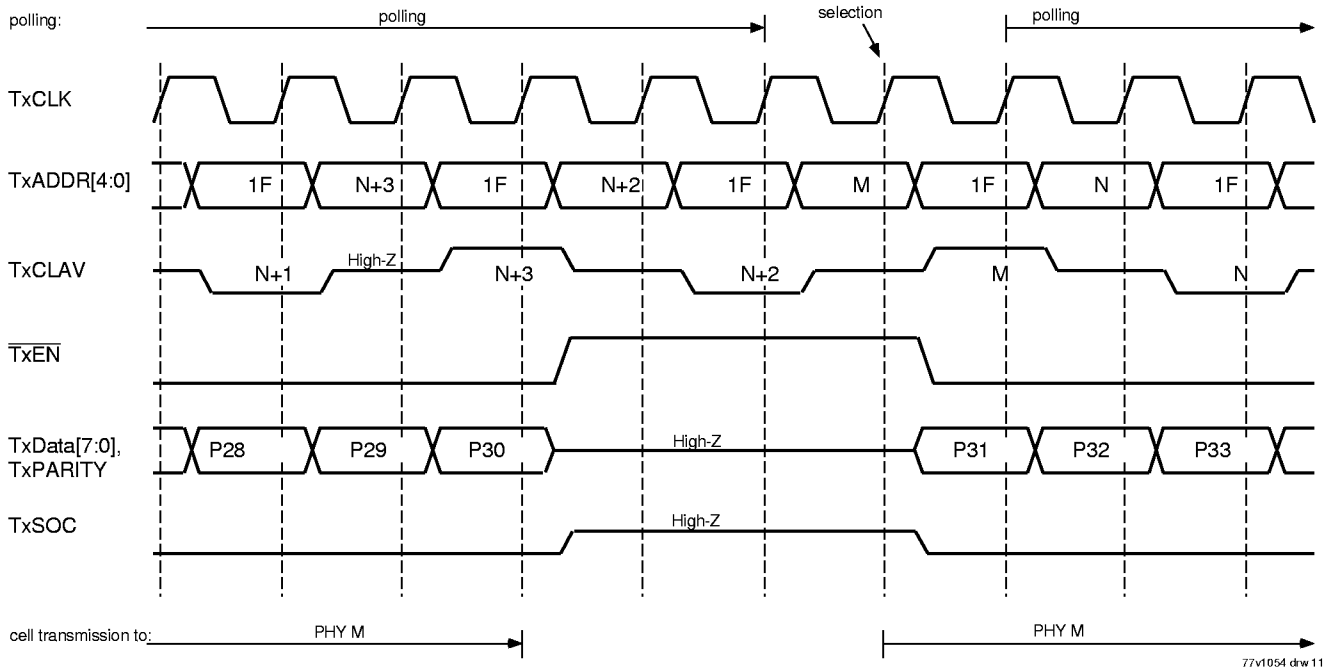 polling: polling selection polling
TxCLK
TxADDR[4:0] 1F N+3 1F N+2 1F M 1F N 1F
TxCLAV N+1 High-Z N+3 N+2 M N
TxEN
TxData[7:0], P28 P29 P30 High-Z P31 P32 P33
TxPARITY
TxSOC High-Z
cell transmission to: PHY M PHY M
77v1054 drw 11